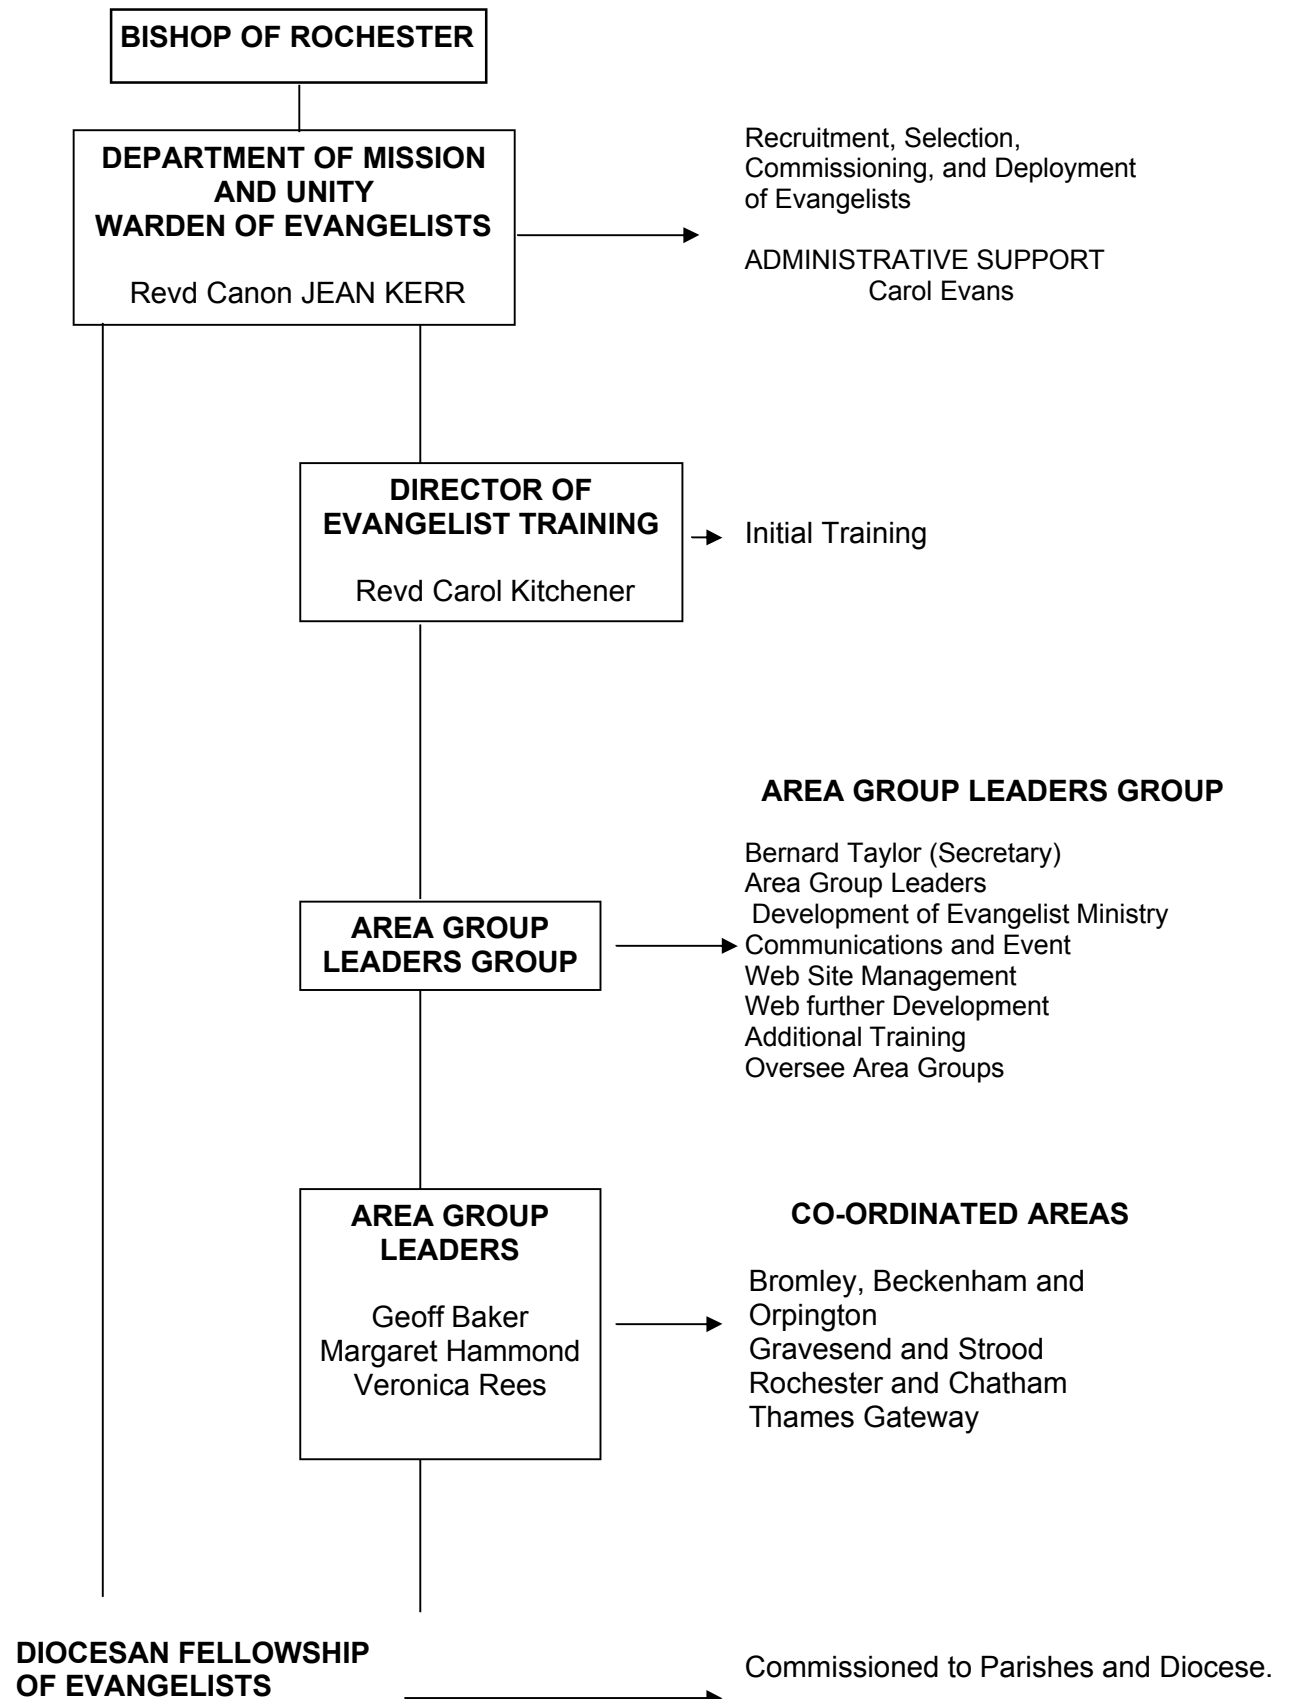 BISHOP OF ROCHESTER
DEPARTMENT OF MISSION
AND UNITY
WARDEN OF EVANGELISTS
Revd Canon JEAN KERR
Recruitment, Selection,
Commissioning, and Deployment
of Evangelists
ADMINISTRATIVE SUPPORT
Carol Evans
DIRECTOR OF
EVANGELIST TRAINING
Revd Carol Kitchener
Initial Training
AREA GROUP
LEADERS GROUP
AREA GROUP LEADERS GROUP
Bernard Taylor (Secretary)
Area Group Leaders
Development of Evangelist Ministry
Communications and Event
Web Site Management
Web further Development
Additional Training
Oversee Area Groups
AREA GROUP
LEADERS
Geoff Baker
Margaret Hammond
Veronica Rees
CO-ORDINATED AREAS
Bromley, Beckenham and
Orpington
Gravesend and Strood
Rochester and Chatham
Thames Gateway
DIOCESAN FELLOWSHIP
OF EVANGELISTS
Commissioned to Parishes and Diocese.